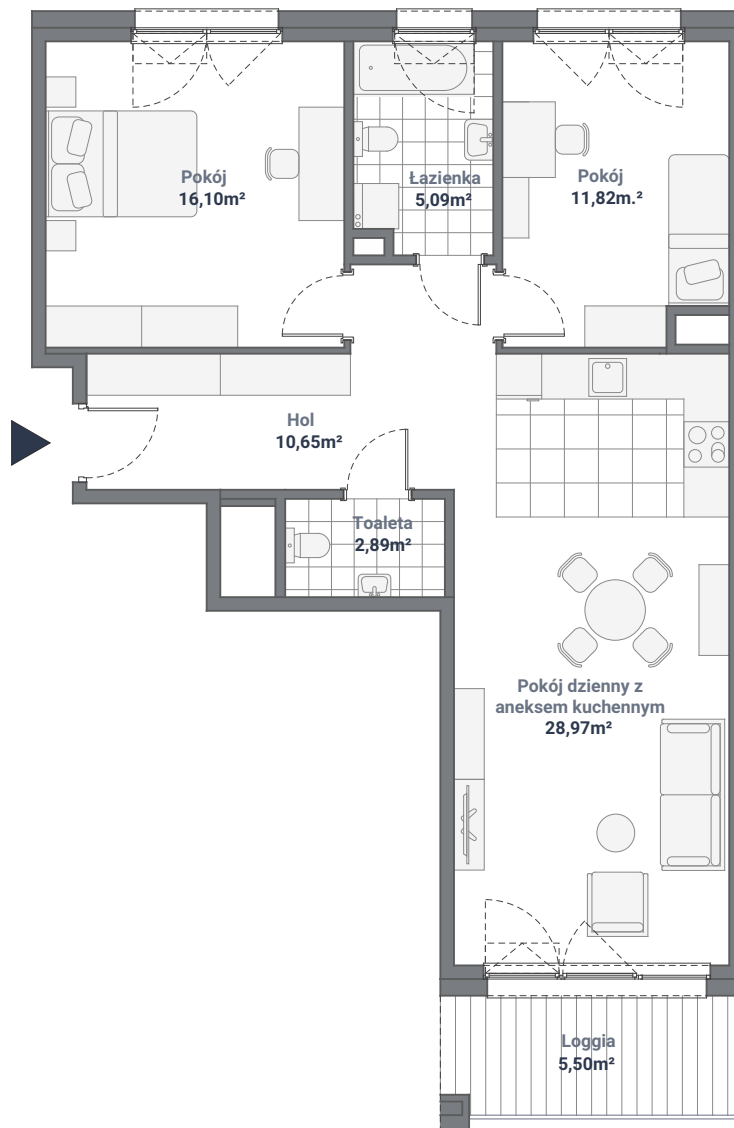 Pokój
16,10m²
Łazienka
5,09m²
Pokój
11,82m.²
Hol
10,65m²
Toaleta
2,89m²
Pokój dzienny z
aneksem kuchennym
28,97m²
Loggia
5,50m²